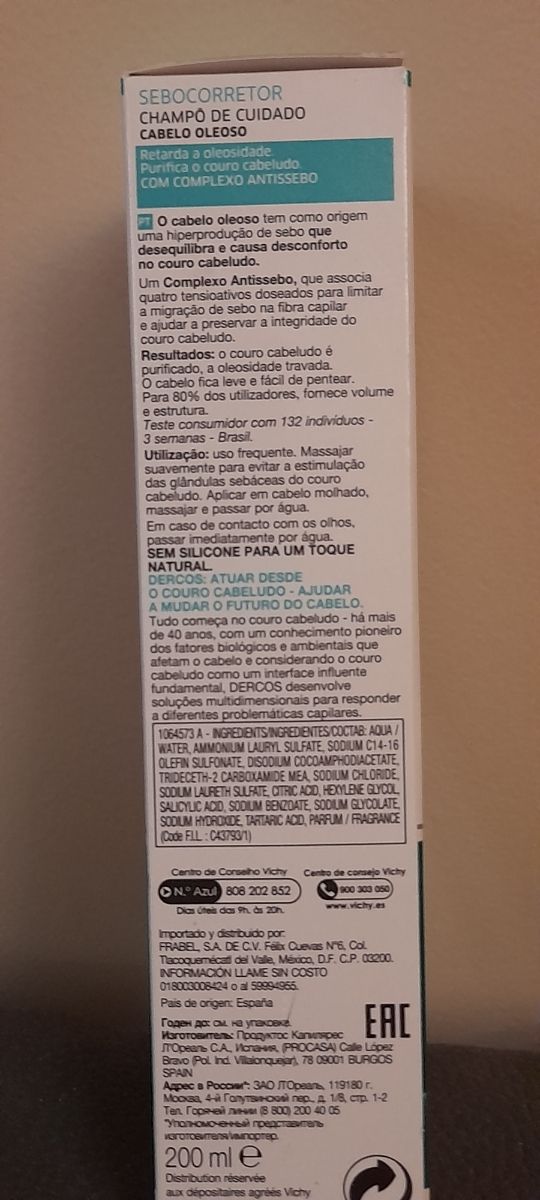 SEBOCORRETOR
CHAMPÔ DE CUIDADO
CABELO OLEOSO
Retarda a oleosidade.
Purifica o couro cabeludo.
COM COMPLEXO ANTISSEBO
PT O cabelo oleoso tem como origem
uma hiperprodução de sebo que
desequilibra e causa desconforto
no couro cabeludo.
Um Complexo Antissebo, que associa
quatro tensioativos doseados para limitar
a migração de sebo na fibra capilar
e ajudar a preservar a integridade do
couro cabeludo.
Resultados: o couro cabeludo é
purificado, a oleosidade travada.
O cabelo fica leve e fácil de pentear.
Para 80% dos utilizadores, fornece volume
e estrutura.
Teste consumidor com 132 indivíduos -
3 semanas - Brasil.
Utilização: uso frequente. Massajar
suavemente para evitar a estimulação
das glândulas sebáceas do couro
cabeludo. Aplicar em cabelo molhado,
massajar e passar por água.
Em caso de contacto com os olhos,
passar imediatamente por água.
SEM SILICONE PARA UM TOQUE
NATURAL.
DERCOS: ATUAR DESDE
O COURO CABELUDO - AJUDAR
A MUDAR O FUTURO DO CABELO.
Tudo começa no couro cabeludo - há mais
de 40 anos, com um conhecimento pioneiro
dos fatores biológicos e ambientais que
afetam o cabelo e considerando o couro
cabeludo como um interface influente
fundamental, DERCOS desenvolve
soluções multidimensionais para responder
a diferentes problemáticas capilares.
1064573 A - INGREDIENTS/INGREDIENTES/СОСТАВ: AQUA /
WATER, AMMONIUM LAURYL SULFATE, SODIUM C14-16
OLEFIN SULFONATE, DISODIUM COCOAMPHODIACETATE,
TRIDECETH-2 CARBOXAMIDE MEA, SODIUM CHLORIDE,
SODIUM LAURETH SULFATE, CITRIC ACID, HEXYLENE GLYCOL,
SALICYLIC ACID, SODIUM BENZOATE, SODIUM GLYCOLATE,
SODIUM HYDROXIDE, TARTARIC ACID, PARFUM / FRAGRANCE
(Code F.I.L. : C43793/1)
Centro de Conselho Vichy Centro de consejo Vichy
N.º Azul 808 202 852 900 303 050
Dias úteis das 9h. às 20h. www.vichy.es
Importado y distribuido por:
FRABEL, S.A. DE C.V. Félix Cuevas N°6, Col.
Tlacoquemécatl del Valle, México, D.F. C.P. 03200.
INFORMACIÓN LLAME SIN COSTO
018003006424 o al 59994955.
País de origen: España
EAC
Годен до: см. на упаковке.
Изготовитель: Продуктос Капилярес
Л'Ореаль С.А., Испания, (PROCASA) Calle López
Bravo (Pol. Ind. Villalonquejar), 78 09001 BURGOS
SPAIN
Адрес в России*: ЗАО Л'Ореаль, 119180 г.
Москва, 4-й Голутвинский пер., д. 1/8, стр. 1-2
Тел. Горячей линии (8 800) 200 40 05
*Уполномоченный представитель
изготовителя/импортер.
200 ml e
Distribution réservée
aux dépositaires agréés Vichy